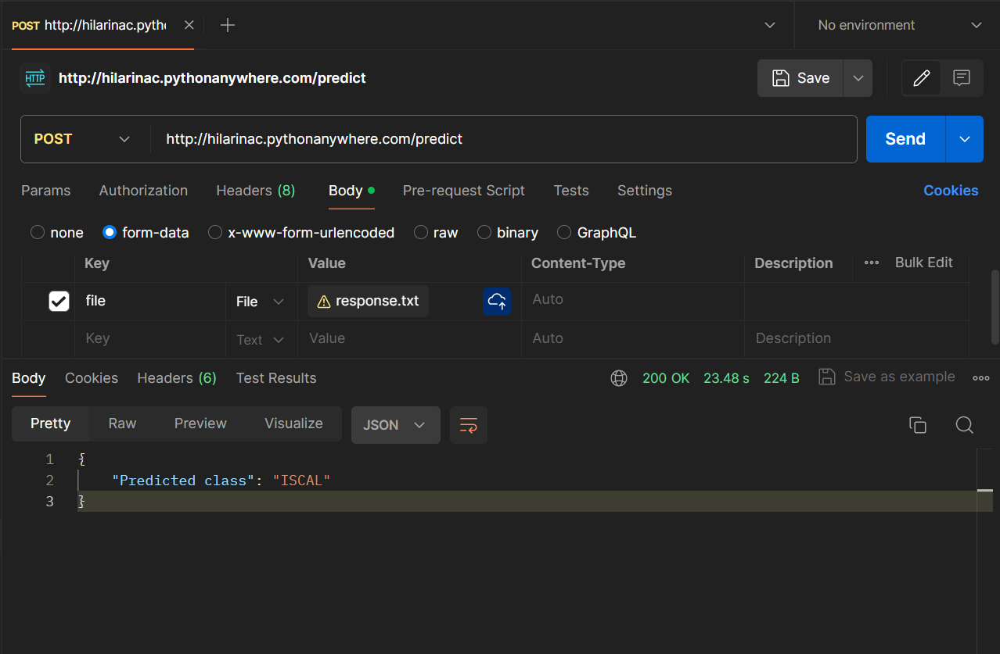 POST http://hilarinac.pytho
No environment
HTTP http://hilarinac.pythonanywhere.com/predict
Save
POST http://hilarinac.pythonanywhere.com/predict
Send
Params Authorization Headers (8) Body Pre-request Script Tests Settings Cookies
none form-data x-www-form-urlencoded raw binary GraphQL
Key Value Content-Type Description Bulk Edit
file File response.txt Auto
Key Text Value Auto Description
Body Cookies Headers (6) Test Results 200 OK 23.48 s 224 B Save as example
Pretty Raw Preview Visualize JSON
1 {
2 "Predicted class": "ISCAL"
3 }